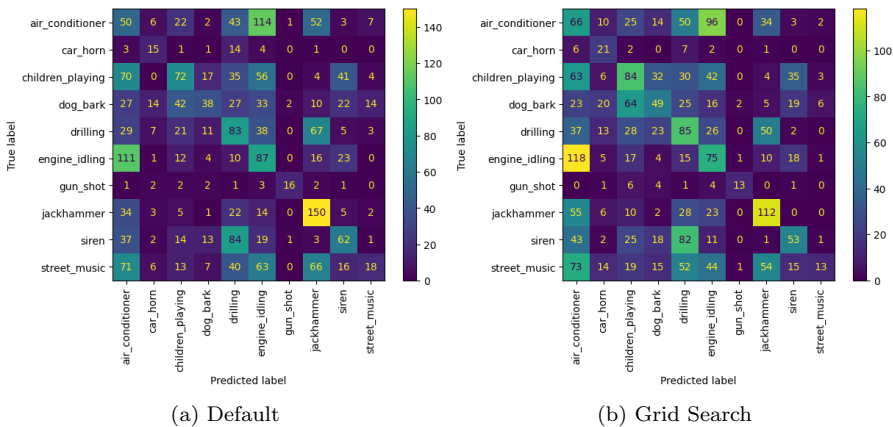 air_conditioner 50 6 22 4 43 114 1 52 3 7
car_horn 3 15 1 1 14 4 0 1 0 0
children_playing 70 0 72 17 35 56 0 4 41 4
dog_bark 27 14 42 38 27 33 2 10 22 14
drilling 29 7 21 11 83 38 0 67 5 3
engine_idling 111 1 12 4 10 87 0 16 23 0
gun_shot 1 2 2 2 1 3 16 2 1 0
jackhammer 34 3 5 1 22 14 0 150 5 2
siren 37 2 14 13 84 19 1 3 62 1
street_music 71 6 13 7 40 63 0 66 16 18
True label
air_conditioner
car_horn
children_playing
dog_bark
drilling
engine_idling
gun_shot
jackhammer
siren
street_music
Predicted label
140
120
100
80
60
40
20
0
(a) Default
air_conditioner 66 10 25 14 50 96 0 34 3 2
car_horn 6 21 2 0 7 2 0 1 0 0
children_playing 63 6 84 32 30 42 0 4 35 3
dog_bark 23 20 64 49 25 16 2 5 19 6
drilling 37 13 28 23 85 26 0 50 2 0
engine_idling 118 5 17 4 15 75 1 10 18 1
gun_shot 0 1 6 4 1 4 13 0 1 0
jackhammer 55 6 10 2 28 23 0 112 0 0
siren 43 2 25 18 82 11 0 1 53 1
street_music 73 14 19 15 52 44 1 54 15 13
True label
air_conditioner
car_horn
children_playing
dog_bark
drilling
engine_idling
gun_shot
jackhammer
siren
street_music
Predicted label
100
80
60
40
20
0
(b) Grid Search